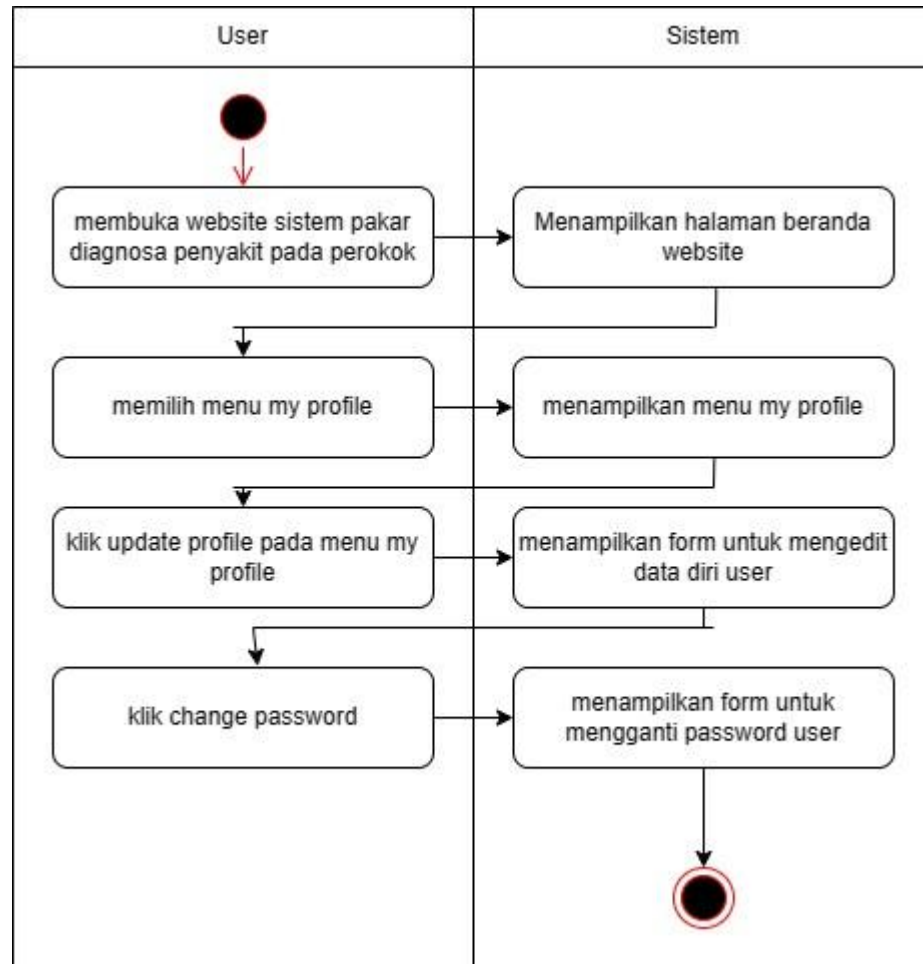 User
Sistem
membuka website sistem pakar
diagnosa penyakit pada perokok
Menampilkan halaman beranda
website
memilih menu my profile
menampilkan menu my profile
klik update profile pada menu my
profile
menampilkan form untuk mengedit
data diri user
klik change password
menampilkan form untuk
mengganti password user